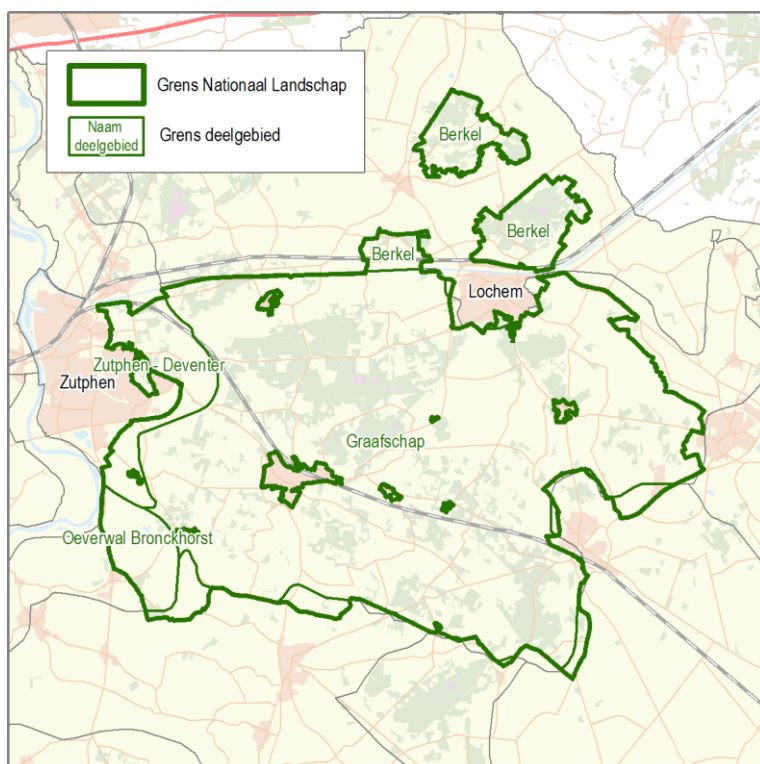 Grens Nationaal Landschap
Naam
deelgebied
Grens deelgebied
Berkel
Berkel
Berkel
Lochem
Zutphen - Deventer
Zutphen
Graafschap
Oeverwal Bronckhorst